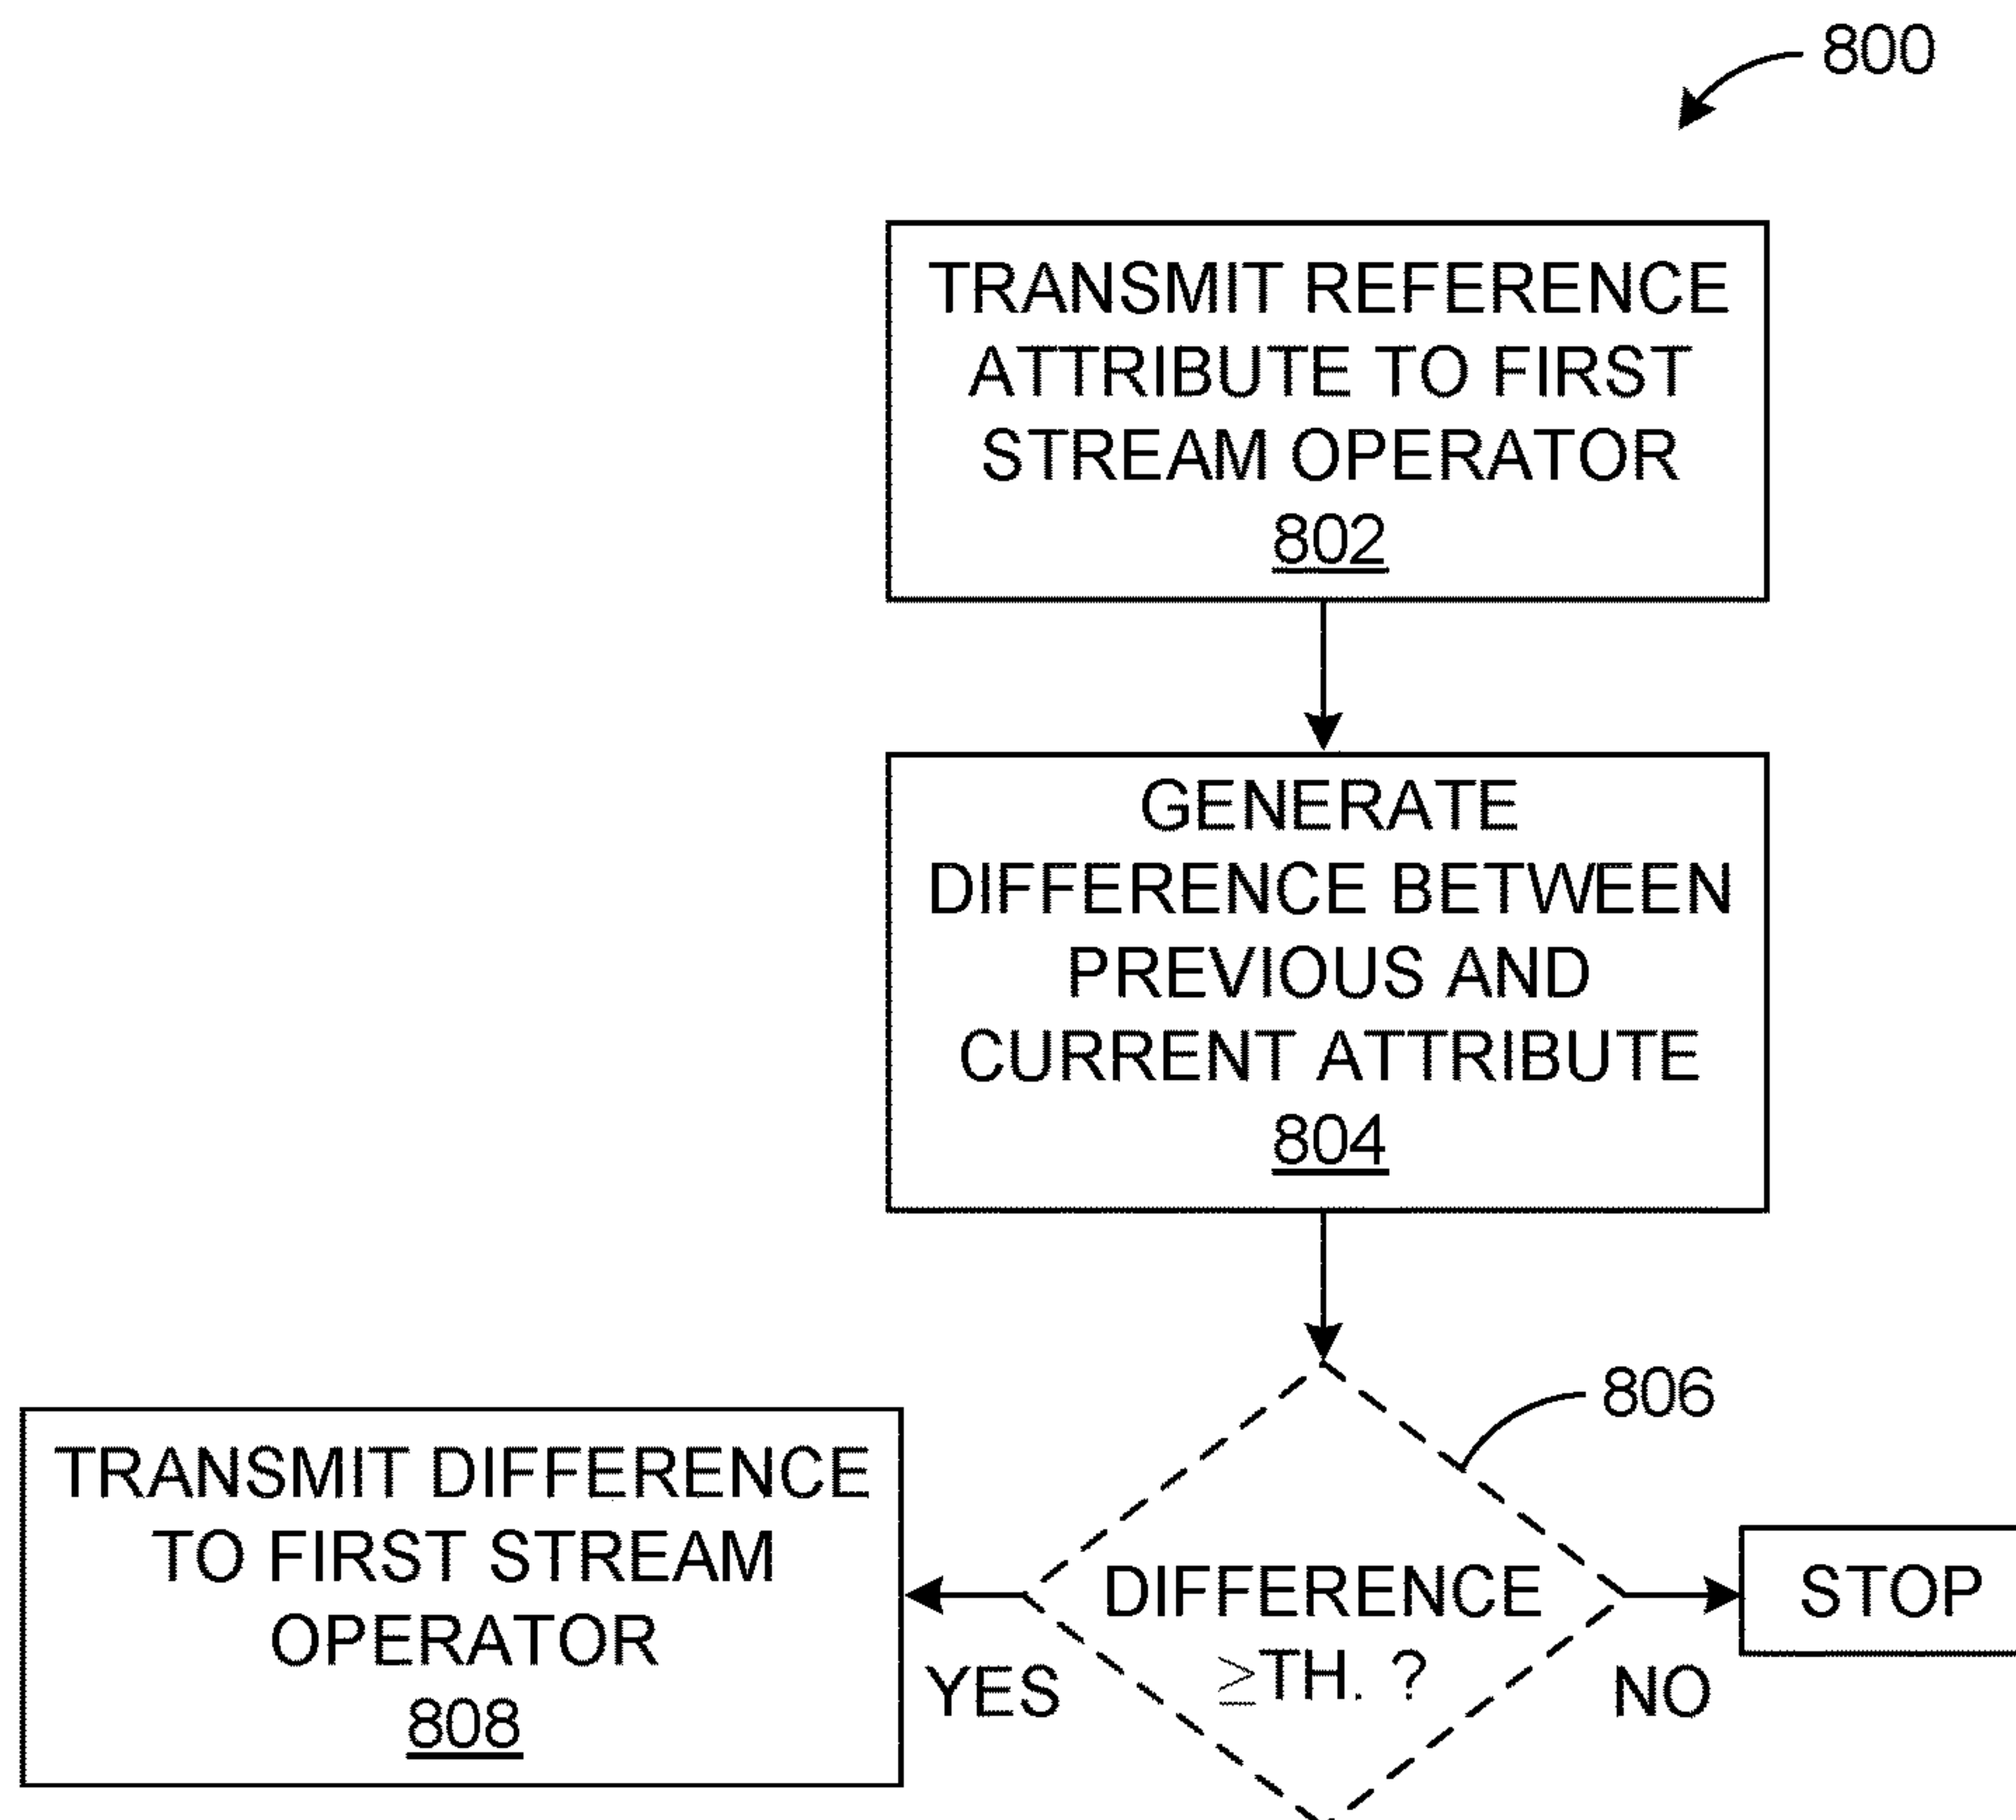 800
TRANSMIT REFERENCE
ATTRIBUTE TO FIRST
STREAM OPERATOR
802
GENERATE
DIFFERENCE BETWEEN
PREVIOUS AND
CURRENT ATTRIBUTE
804
806
TRANSMIT DIFFERENCE
TO FIRST STREAM
OPERATOR
808
YES
DIFFERENCE
≥TH. ?
NO
STOP